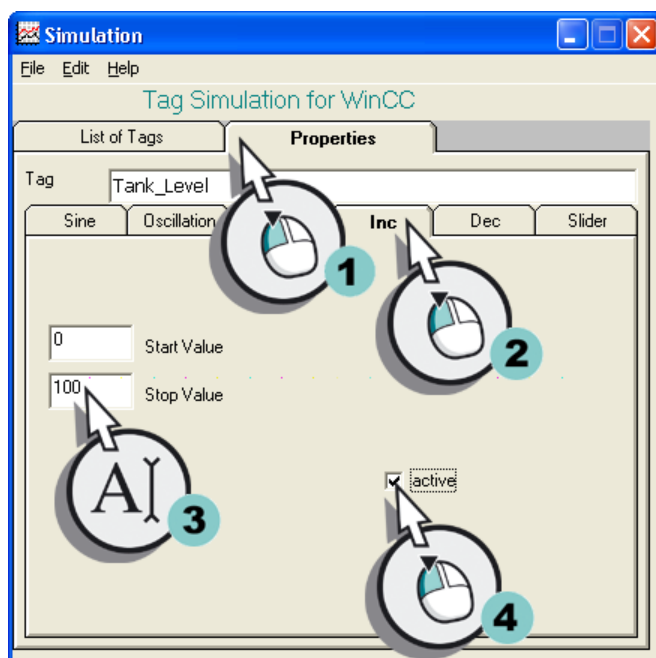 Simulation
File Edit Help
Tag Simulation for WinCC
List of Tags Properties
Tag Tank_Level
Sine Oscillation Inc Dec Slider
1
2
0 Start Value
100 Stop Value
active
A
3
4